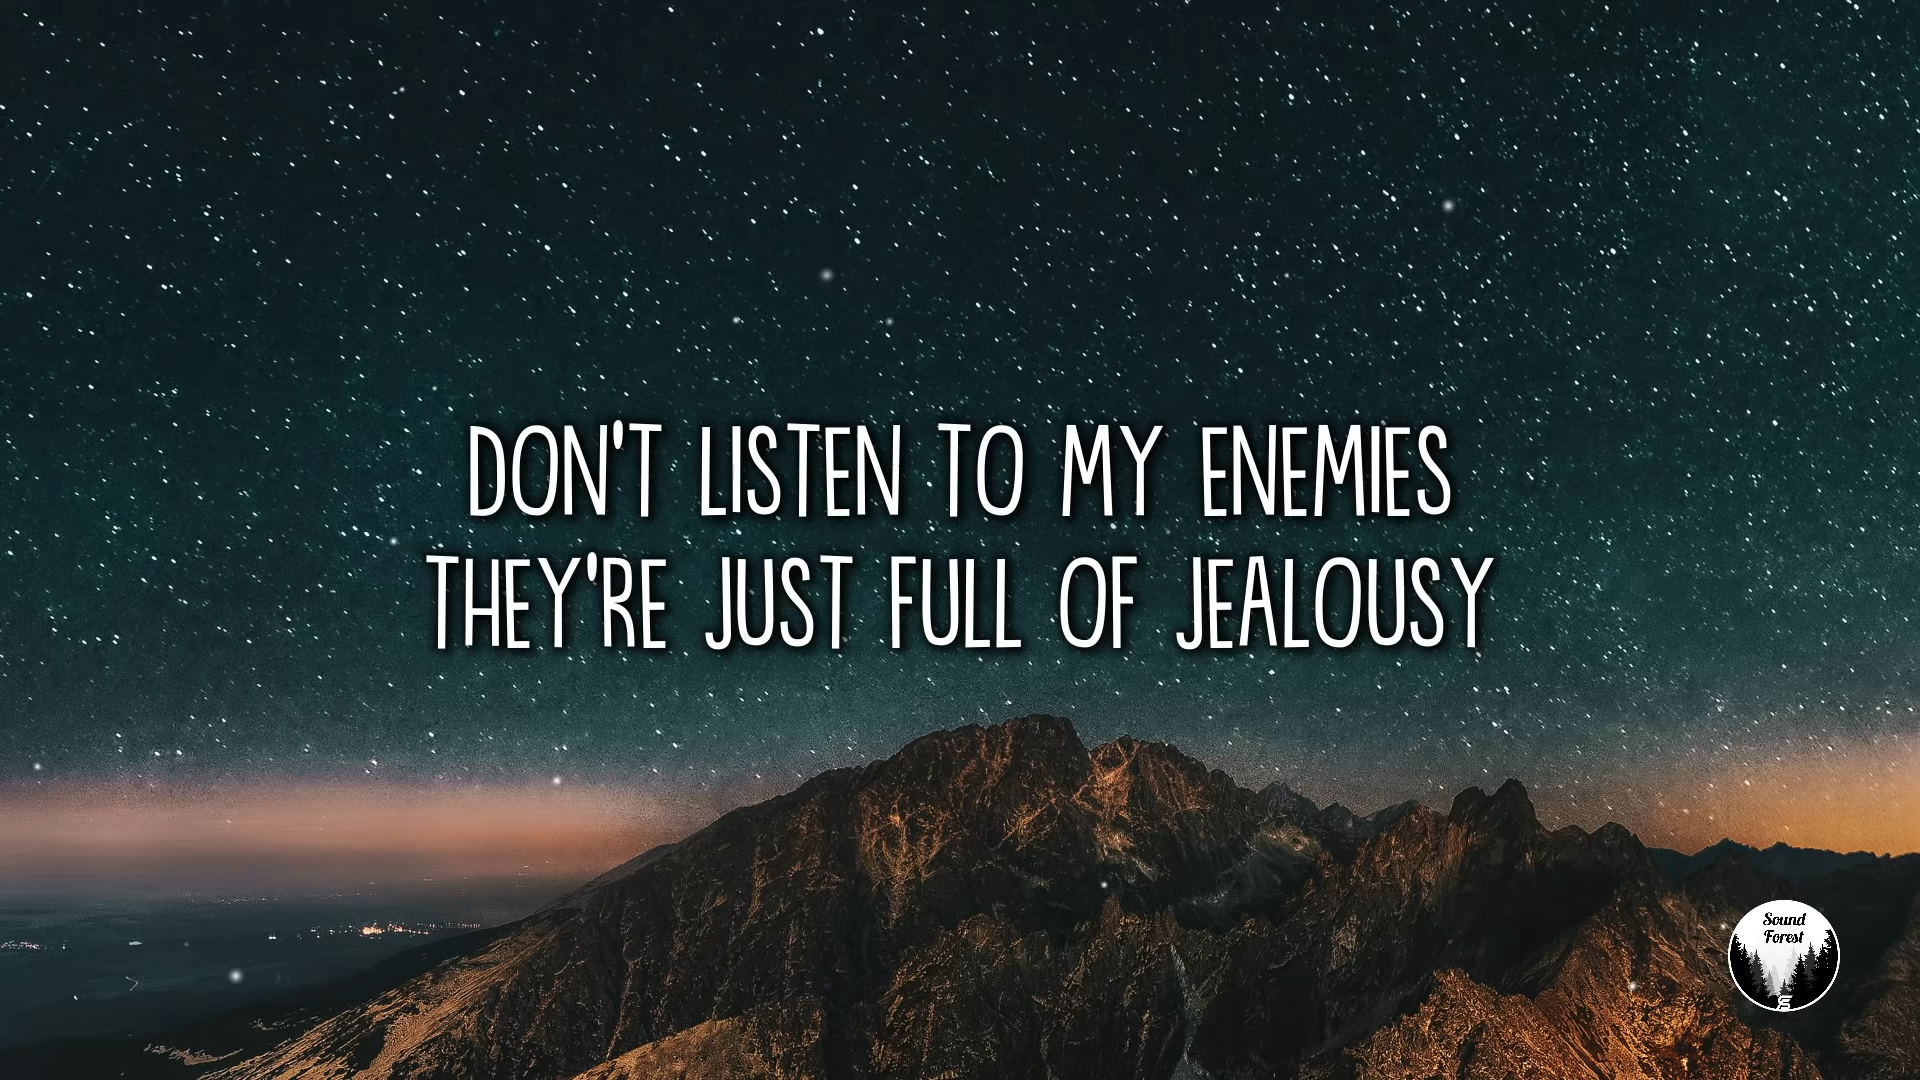 DON'T LISTEN TO MY ENEMIES
THEY'RE JUST FULL OF JEALOUSY
Sound
Forest